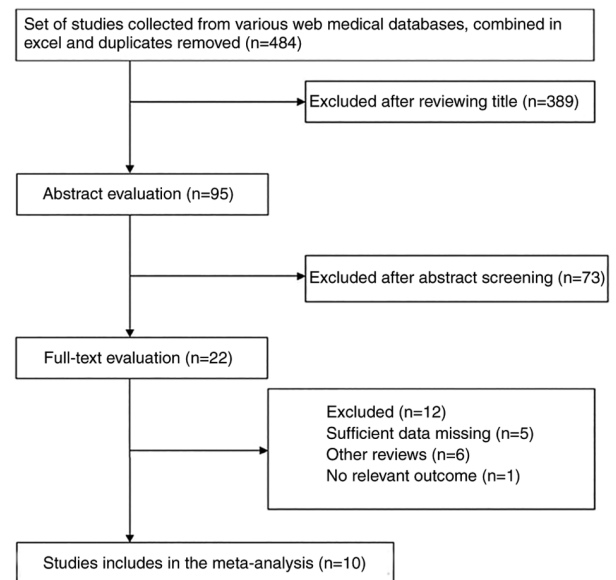 Set of studies collected from various web medical databases, combined in
excel and duplicates removed (n=484)
Excluded after reviewing title (n=389)
Abstract evaluation (n=95)
Excluded after abstract screening (n=73)
Full-text evaluation (n=22)
Excluded (n=12)
Sufficient data missing (n=5)
Other reviews (n=6)
No relevant outcome (n=1)
Studies includes in the meta-analysis (n=10)